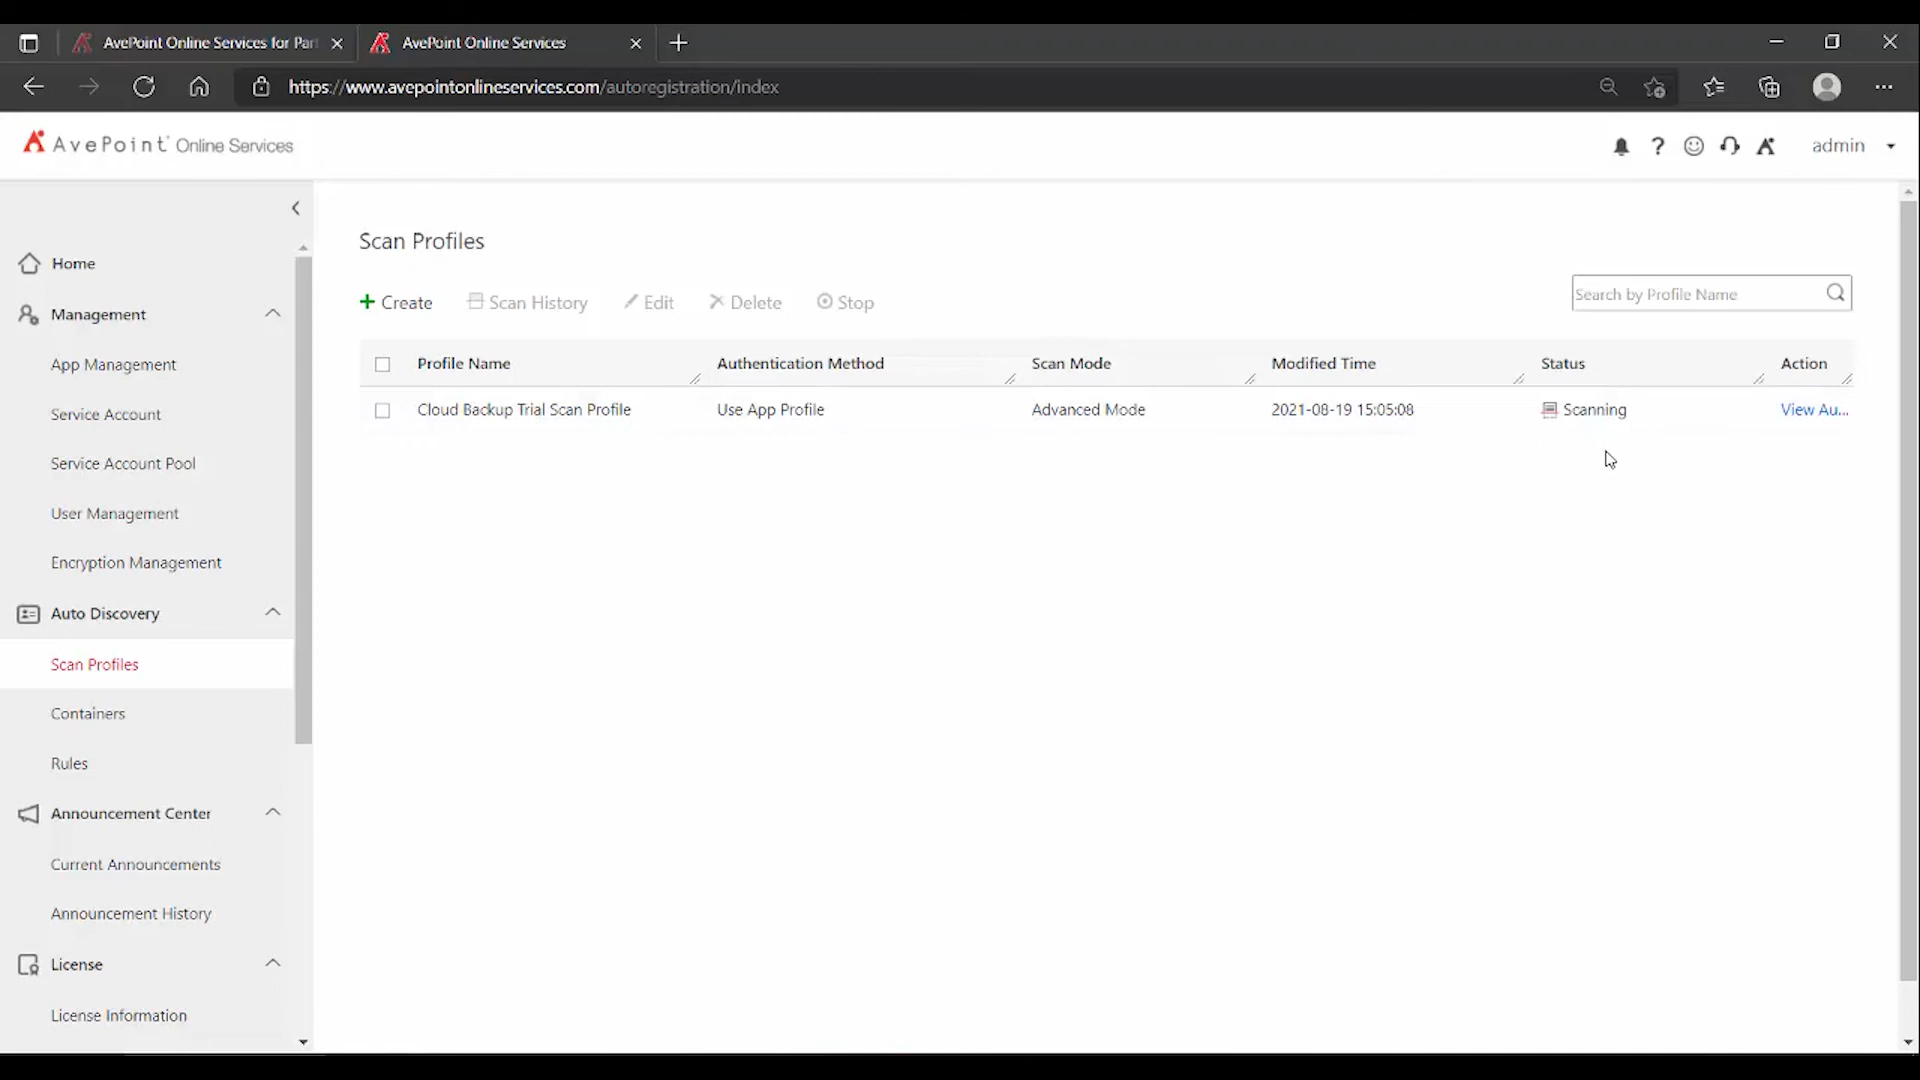 AvePoint Online Services for Part
AvePoint Online Services
https://www.avepointonlineservices.com/autoregistration/index
AvePoint Online Services
admin
Home
Management
App Management
Service Account
Service Account Pool
User Management
Encryption Management
Auto Discovery
Scan Profiles
Containers
Rules
Announcement Center
Current Announcements
Announcement History
License
License Information
Scan Profiles
Create Scan History Edit Delete Stop
Search by Profile Name
Profile Name Authentication Method Scan Mode Modified Time Status Action
Cloud Backup Trial Scan Profile Use App Profile Advanced Mode 2021-08-19 15:05:08 Scanning View Au...